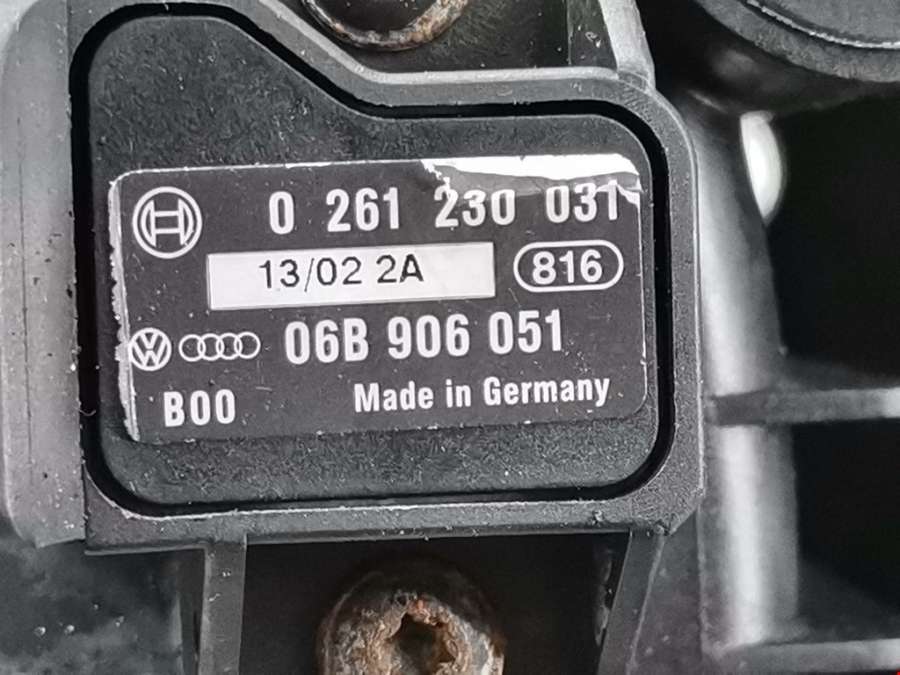 0 261 230 031
13/02 2A 816
06B 906 051
B00 Made in Germany